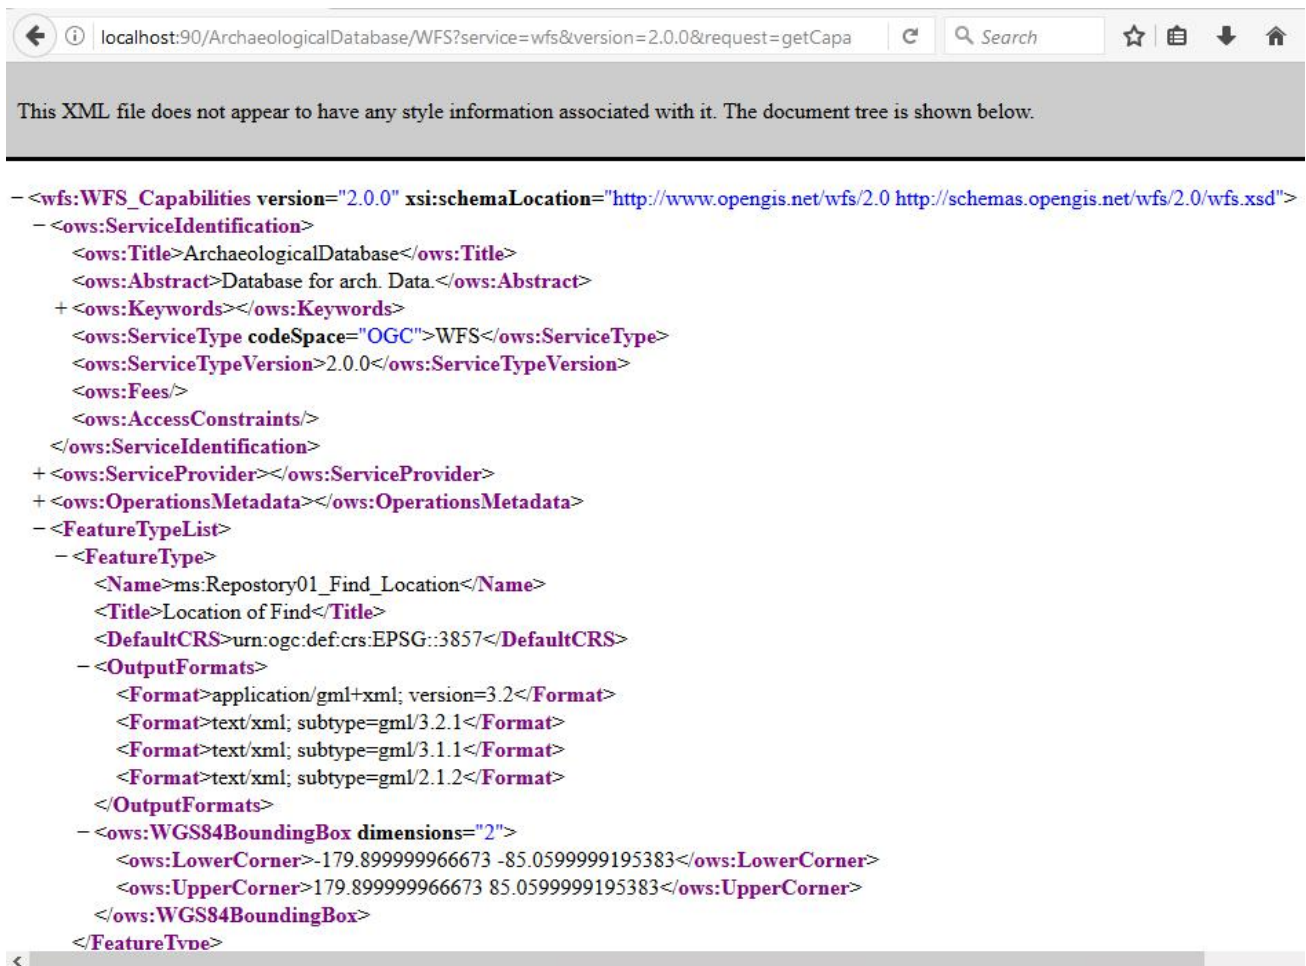 localhost:90/ArchaeologicalDatabase/WFS?service=wfs&version=2.0.0&request=getCapa Search
This XML file does not appear to have any style information associated with it. The document tree is shown below.
−<wfs:WFS_Capabilities version="2.0.0" xsi:schemaLocation="http://www.opengis.net/wfs/2.0 http://schemas.opengis.net/wfs/2.0/wfs.xsd">
−<ows:ServiceIdentification>
<ows:Title>ArchaeologicalDatabase</ows:Title>
<ows:Abstract>Database for arch. Data.</ows:Abstract>
+<ows:Keywords></ows:Keywords>
<ows:ServiceType codeSpace="OGC">WFS</ows:ServiceType>
<ows:ServiceTypeVersion>2.0.0</ows:ServiceTypeVersion>
<ows:Fees/>
<ows:AccessConstraints/>
</ows:ServiceIdentification>
+<ows:ServiceProvider></ows:ServiceProvider>
+<ows:OperationsMetadata></ows:OperationsMetadata>
−<FeatureTypeList>
−<FeatureType>
<Name>ms:Repostory01_Find_Location</Name>
<Title>Location of Find</Title>
<DefaultCRS>urn:ogc:def:crs:EPSG::3857</DefaultCRS>
−<OutputFormats>
<Format>application/gml+xml; version=3.2</Format>
<Format>text/xml; subtype=gml/3.2.1</Format>
<Format>text/xml; subtype=gml/3.1.1</Format>
<Format>text/xml; subtype=gml/2.1.2</Format>
</OutputFormats>
−<ows:WGS84BoundingBox dimensions="2">
<ows:LowerCorner>-179.899999966673 -85.0599999195383</ows:LowerCorner>
<ows:UpperCorner>179.899999966673 85.0599999195383</ows:UpperCorner>
</ows:WGS84BoundingBox>
</FeatureType>